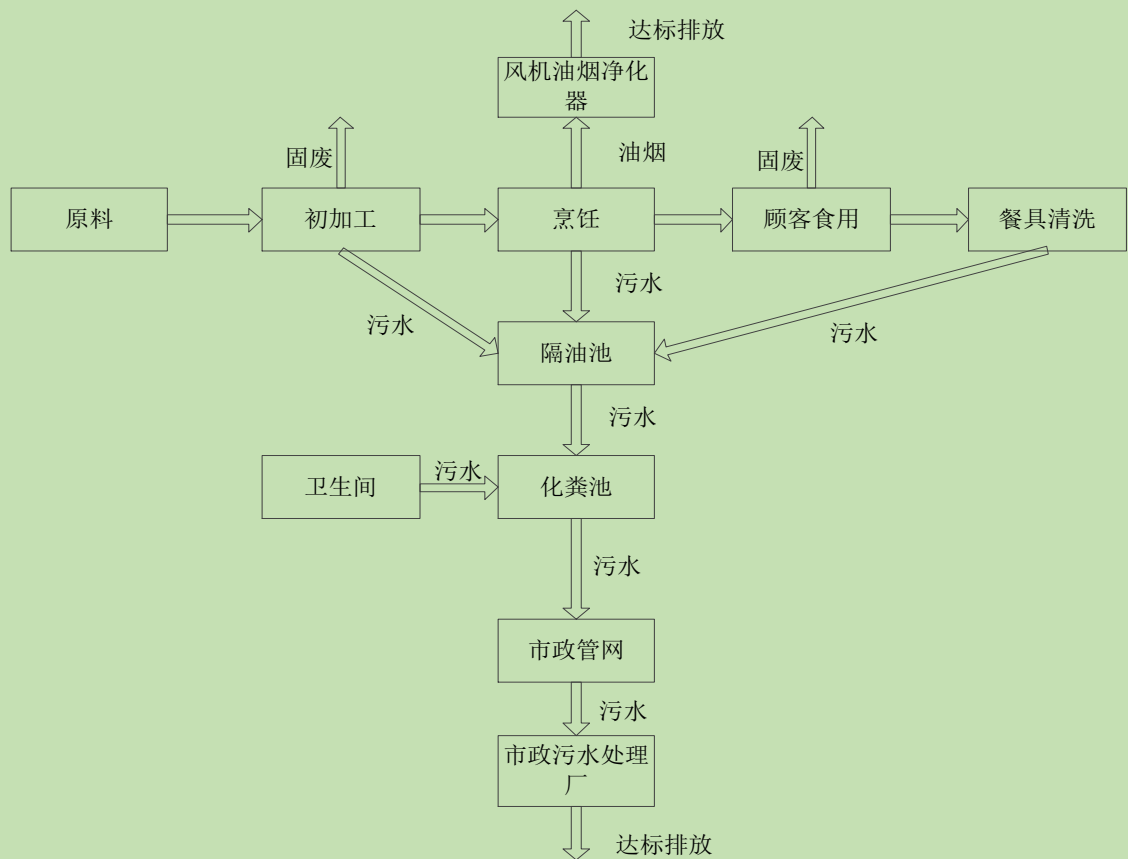 达标排放
风机油烟净化
器
固废
油烟
固废
原料
初加工
烹饪
顾客食用
餐具清洗
污水
污水
污水
隔油池
污水
卫生间
污水
化粪池
污水
市政管网
污水
市政污水处理
厂
达标排放